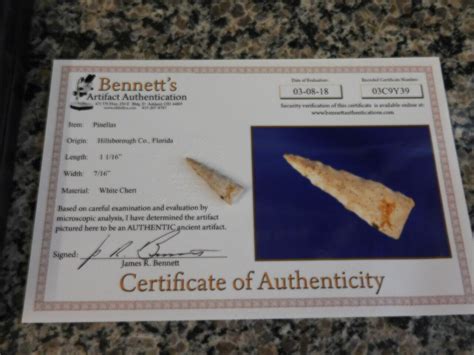 Bennett's
Artifact Authentication
Date of Evaluation
03-08-18
Recorded Certificate Number
03C9Y39
Security verification of this certificate is available online at:
www.bennettauthentications.com
Item: Pinellas
Origin: Hillsborough Co., Florida
Length: 1 1/16"
Width: 7/16"
Material: White Chert
Based on careful examination and evaluation by
microscopic analysis, I have determined the artifact
pictured here to be an AUTHENTIC ancient artifact.
Signed:
James R. Bennett
Certificate of Authenticity